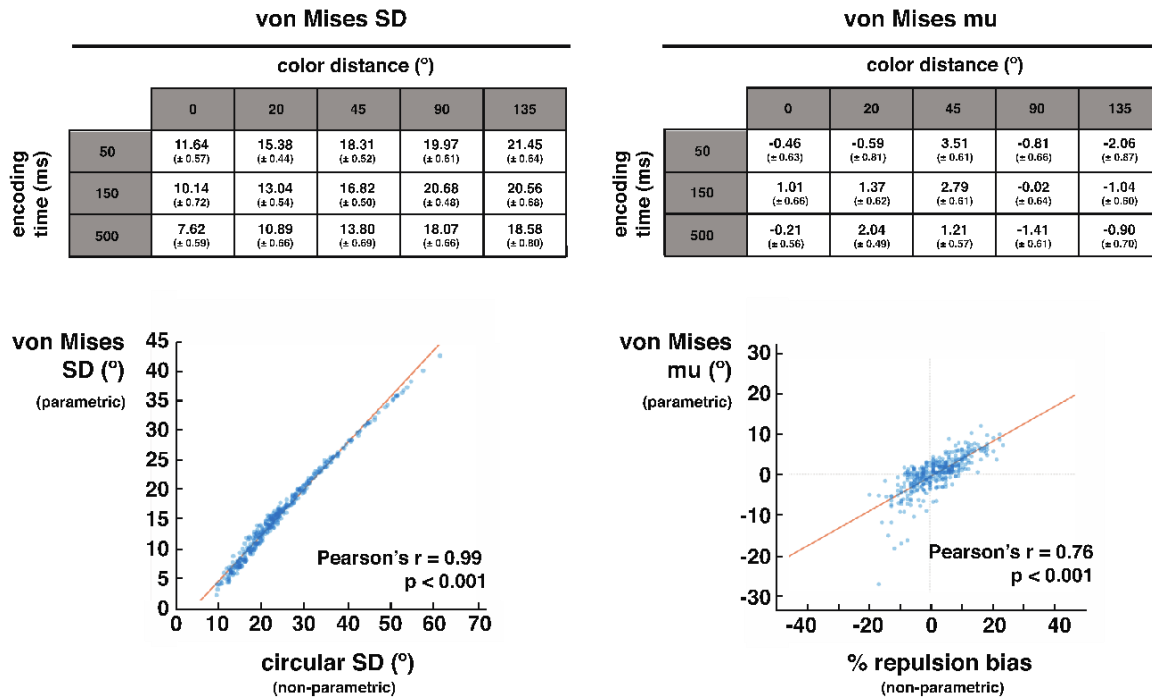 von Mises SD
color distance (º)
0 20 45 90 135
encoding
time (ms)
50 11.64 15.38 18.31 19.97 21.45
(± 0.57) (± 0.44) (± 0.52) (± 0.61) (± 0.64)
150 10.14 13.04 16.82 20.68 20.56
(± 0.72) (± 0.54) (± 0.50) (± 0.48) (± 0.68)
500 7.62 10.89 13.80 18.07 18.58
(± 0.59) (± 0.66) (± 0.69) (± 0.66) (± 0.80)
von Mises mu
color distance (º)
0 20 45 90 135
encoding
time (ms)
50 -0.46 -0.59 3.51 -0.81 -2.06
(± 0.63) (± 0.81) (± 0.61) (± 0.66) (± 0.87)
150 1.01 1.37 2.79 -0.02 -1.04
(± 0.66) (± 0.62) (± 0.61) (± 0.64) (± 0.60)
500 -0.21 2.04 1.21 -1.41 -0.90
(± 0.56) (± 0.49) (± 0.57) (± 0.61) (± 0.70)
von Mises
SD (º)
(parametric)
45
40
35
30
25
20
15
10
5
0
Pearson's r = 0.99
p < 0.001
0 10 20 30 40 50 60 70
circular SD (º)
(non-parametric)
von Mises
mu (º)
(parametric)
30
20
10
0
-10
-20
-30
Pearson's r = 0.76
p < 0.001
-40 -20 0 20 40
% repulsion bias
(non-parametric)